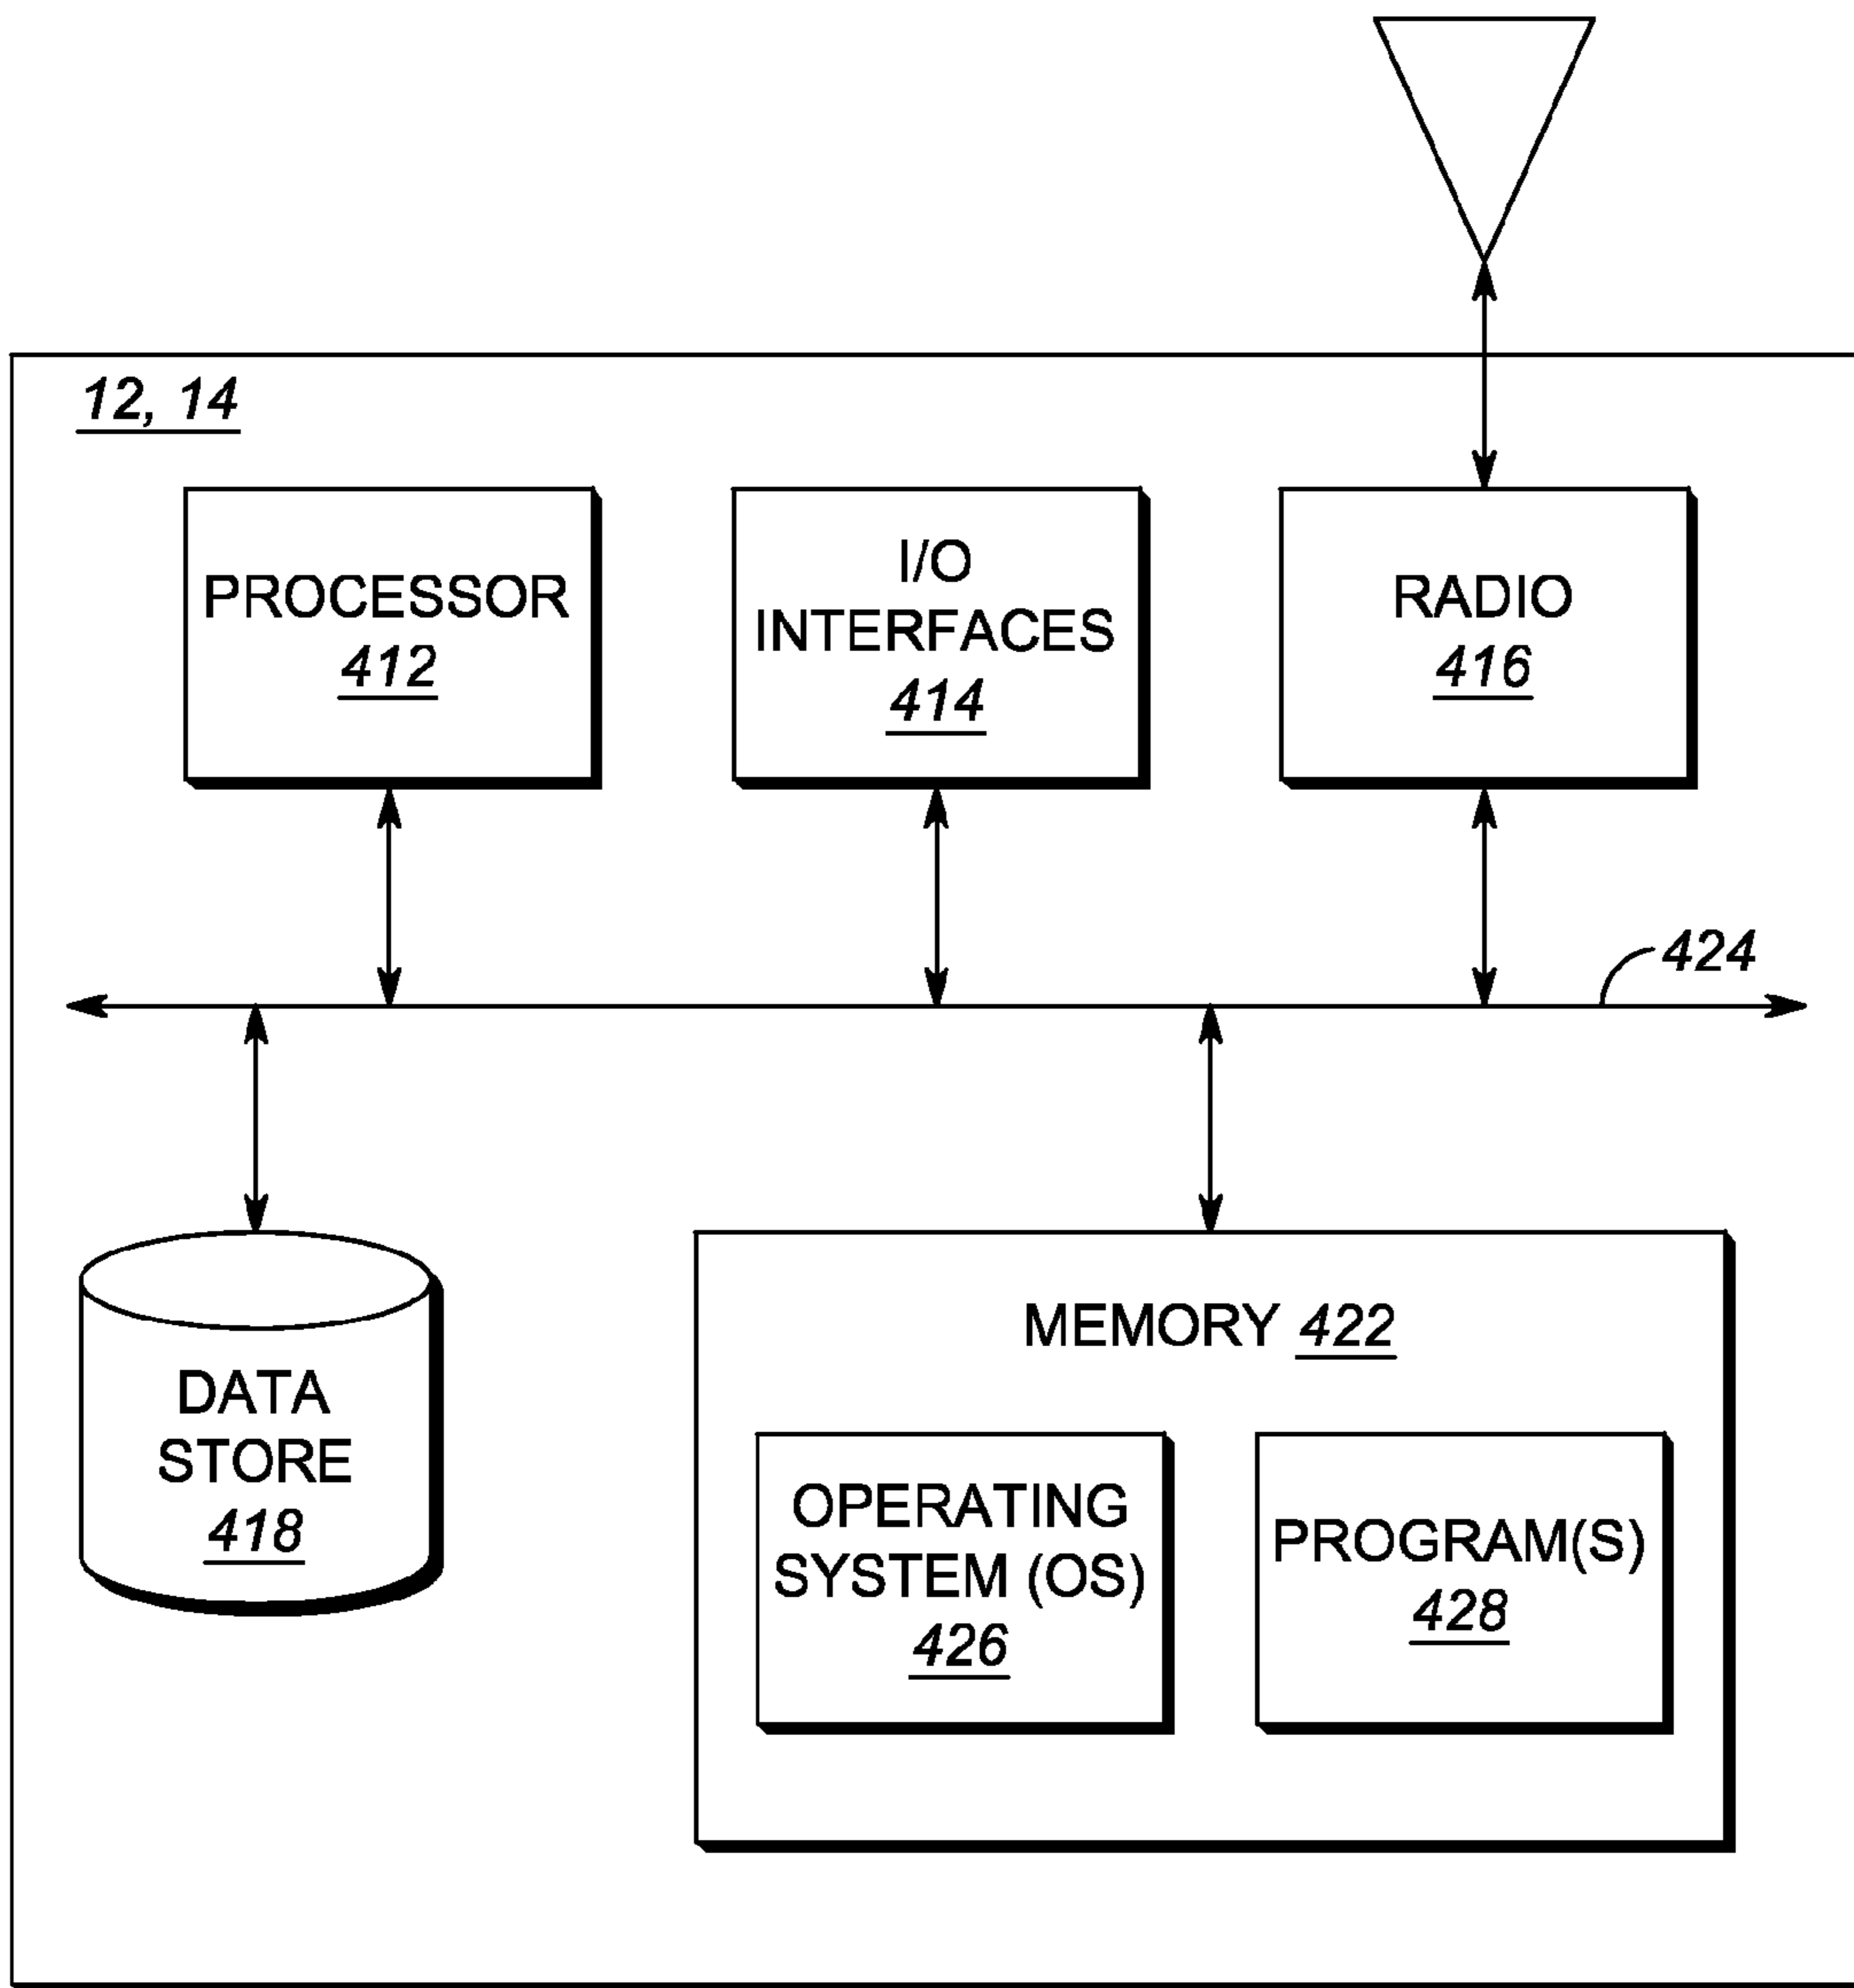 12, 14
PROCESSOR
412
I/O
INTERFACES
414
RADIO
416
424
DATA
STORE
418
MEMORY 422
OPERATING
SYSTEM (OS)
426
PROGRAM(S)
428